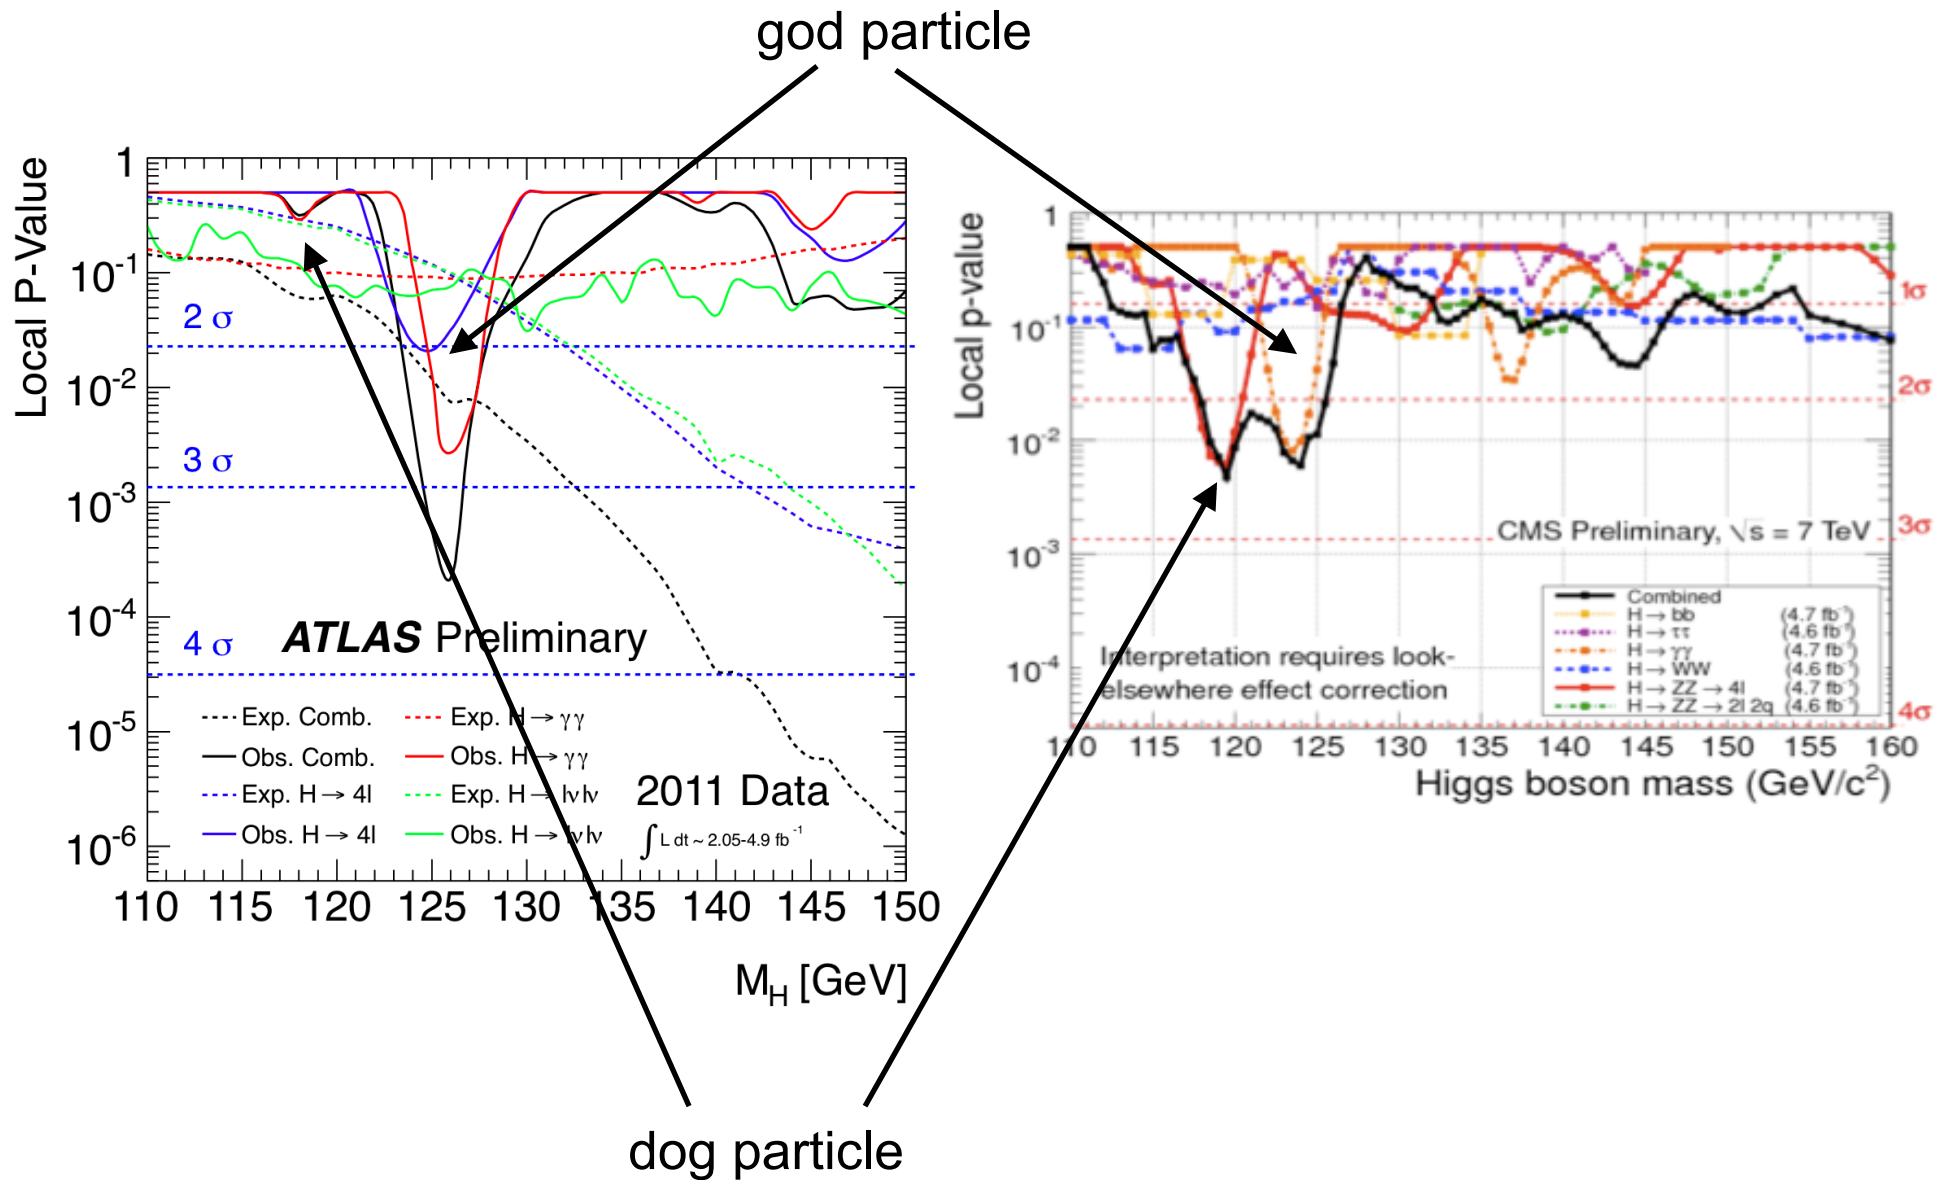 god particle
Local P-Value
1
10⁻¹
10⁻²
10⁻³
10⁻⁴
10⁻⁵
10⁻⁶
2 σ
3 σ
4 σ
ATLAS Preliminary
Exp. Comb.
Exp. H → γγ
Obs. Comb.
Obs. H → γγ
Exp. H → 4l
Exp. H → lνlν
Obs. H → 4l
Obs. H → lνlν
2011 Data
∫ L dt ~ 2.05-4.9 fb⁻¹
110 115 120 125 130 135 140 145 150
M_H [GeV]
Local p-value
1
10⁻¹
10⁻²
10⁻³
10⁻⁴
1σ
2σ
3σ
4σ
CMS Preliminary, √s = 7 TeV
Combined
H → bb (4.7 fb⁻¹)
H → ττ (4.6 fb⁻¹)
H → γγ (4.7 fb⁻¹)
H → WW (4.6 fb⁻¹)
H → ZZ → 4l (4.7 fb⁻¹)
H → ZZ → 2l 2q (4.6 fb⁻¹)
Interpretation requires look-
elsewhere effect correction
110 115 120 125 130 135 140 145 150 155 160
Higgs boson mass (GeV/c²)
dog particle